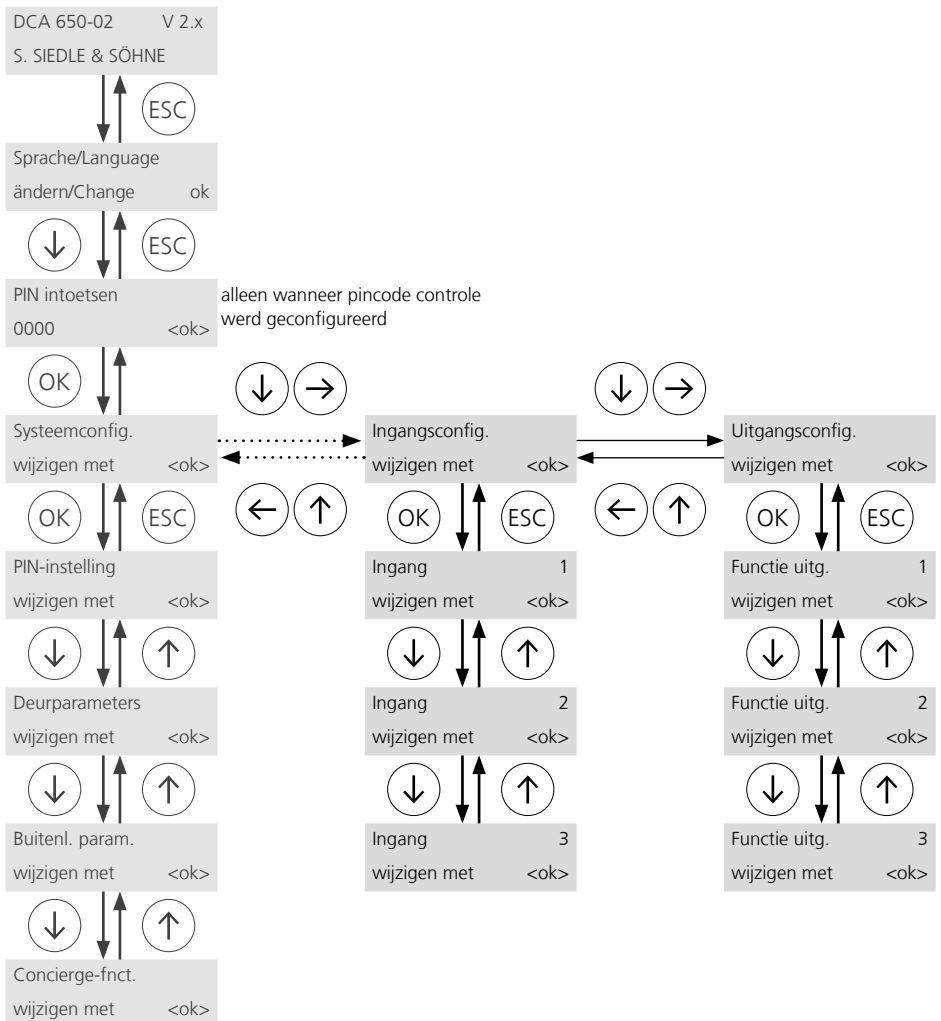 DCA 650-02 V 2.x
S. SIEDLE & SÖHNE
ESC
Sprache/Language
ändern/Change ok
ESC
PIN intoetsen
0000 <ok>
alleen wanneer pincode controle
werd geconfigureerd
OK
Systeemconfig.
wijzigen met <ok>
Ingangsconfig.
wijzigen met <ok>
Uitgangsconfig.
wijzigen met <ok>
OK ESC
OK ESC
OK ESC
PIN-instelling
wijzigen met <ok>
Ingang 1
wijzigen met <ok>
Functie uitg. 1
wijzigen met <ok>
Deurparameters
wijzigen met <ok>
Ingang 2
wijzigen met <ok>
Functie uitg. 2
wijzigen met <ok>
Buitenl. param.
wijzigen met <ok>
Ingang 3
wijzigen met <ok>
Functie uitg. 3
wijzigen met <ok>
Concierge-fnct.
wijzigen met <ok>